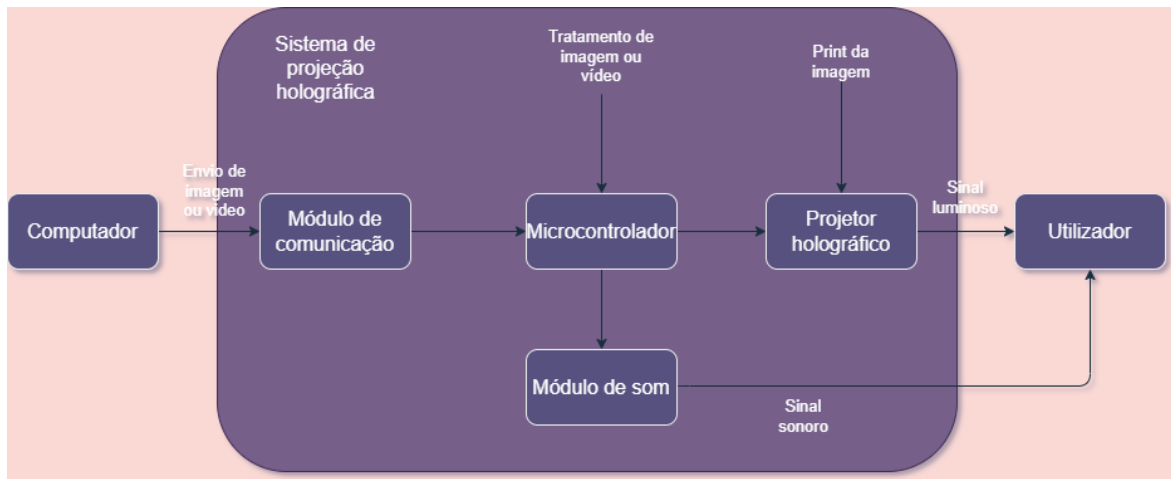 Sistema de
projeção
holográfica
Tratamento de
imagem ou
vídeo
Print da
imagem
Envio de
imagem
ou video
Sinal
luminoso
Computador
Módulo de
comunicação
Microcontrolador
Projetor
holográfico
Utilizador
Módulo de som
Sinal
sonoro